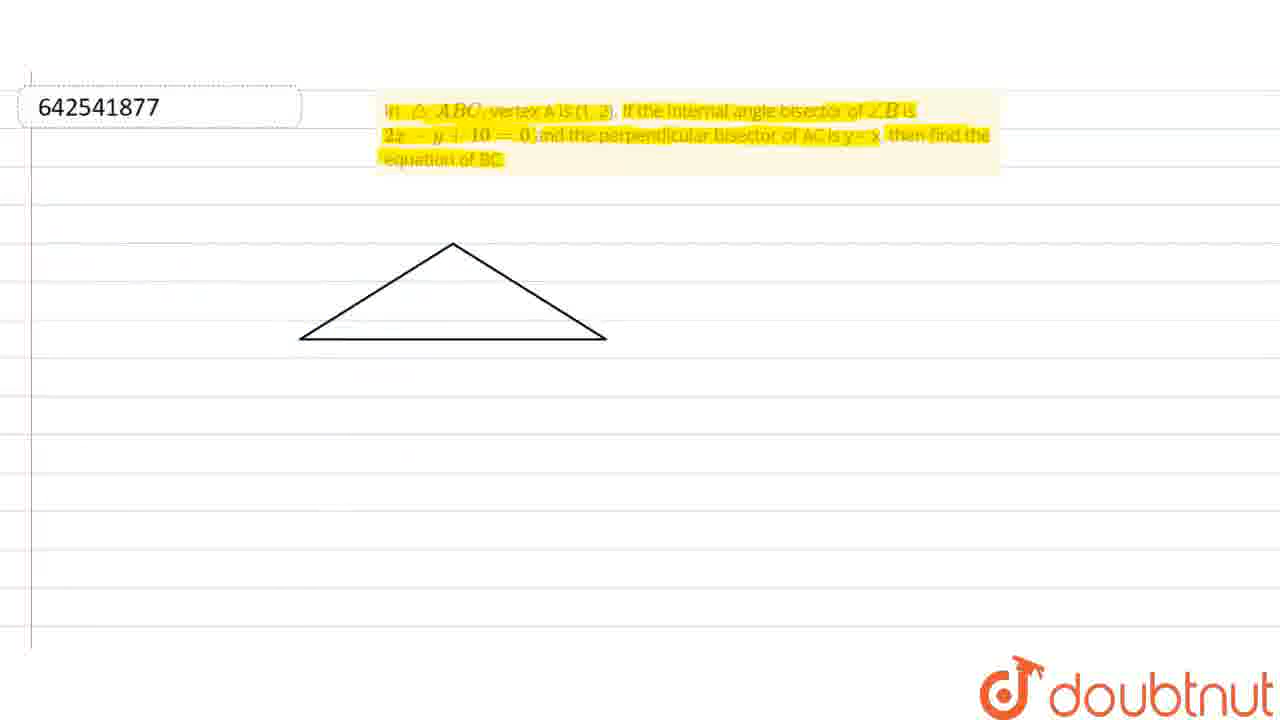 642541877
In △ ABC, vertex A is (1, 2). If the internal angle bisector of ∠B is
2x - y + 10 = 0 and the perpendicular bisector of AC is y = x, then find the
equation of BC
doubtnut